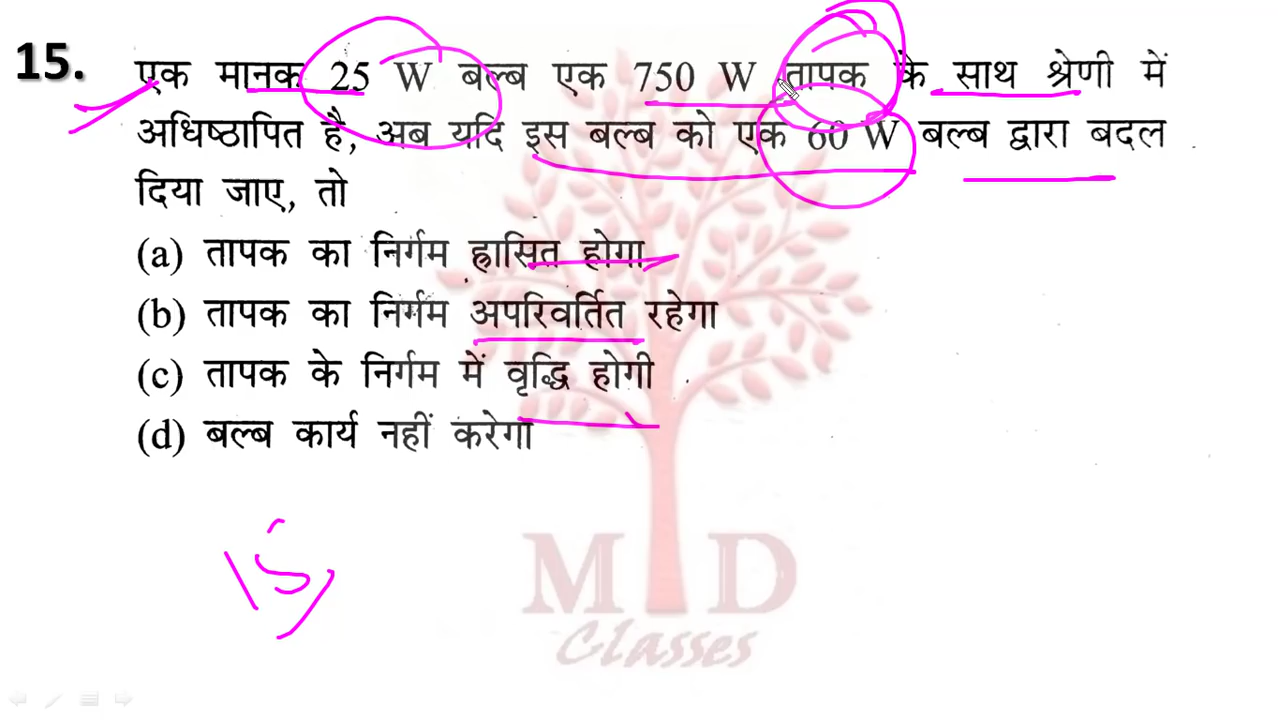 15. एक मानक 25 W बल्ब एक 750 W तापक के साथ श्रेणी में
अधिष्ठापित है, अब यदि इस बल्ब को एक 60 W बल्ब द्वारा बदल
दिया जाए, तो
(a) तापक का निर्गम ह्रासित होगा
(b) तापक का निर्गम अपरिवर्तित रहेगा
(c) तापक के निर्गम में वृद्धि होगी
(d) बल्ब कार्य नहीं करेगा
15,
M D
Classes